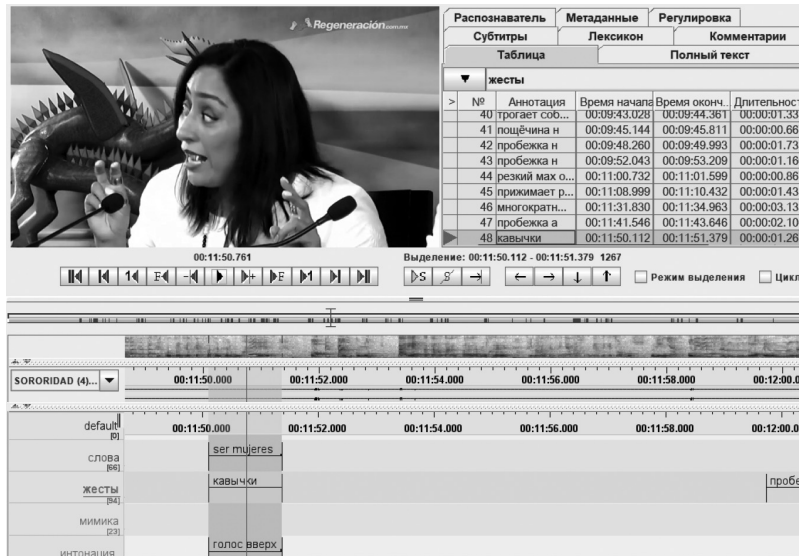 Regeneración.com.mx
Распознаватель Метаданные Регулировка
Субтитры Лексикон Комментарии
Таблица Полный текст
жесты
> № Аннотация Время начала Время оконч... Длительност
40 трогает соб... 00:09:43.028 00:09:44.361 00:00:01.33
41 пощёчина н 00:09:45.144 00:09:45.811 00:00:00.66
42 пробежка н 00:09:48.260 00:09:49.993 00:00:01.73
43 пробежка н 00:09:52.043 00:09:53.209 00:00:01.16
44 резкий мах о... 00:11:00.732 00:11:01.599 00:00:00.86
45 прижимает р... 00:11:08.999 00:11:10.432 00:00:01.43
46 многократн... 00:11:31.830 00:11:34.963 00:00:03.13
47 пробежка а 00:11:41.546 00:11:43.646 00:00:02.10
48 кавычки 00:11:50.112 00:11:51.379 00:00:01.26
00:11:50.761 Выделение: 00:11:50.112 - 00:11:51.379 1267
Режим выделения Цикл
SORORIDAD (4)... 00:11:50.000 00:11:52.000 00:11:54.000 00:11:56.000 00:11:58.000 00:12:00.0
default 00:11:50.000 00:11:52.000 00:11:54.000 00:11:56.000 00:11:58.000 00:12:00.0
[0]
слова ser mujeres
[66]
жесты кавычки пробе
[94]
мимика
[23]
интонация голос вверх